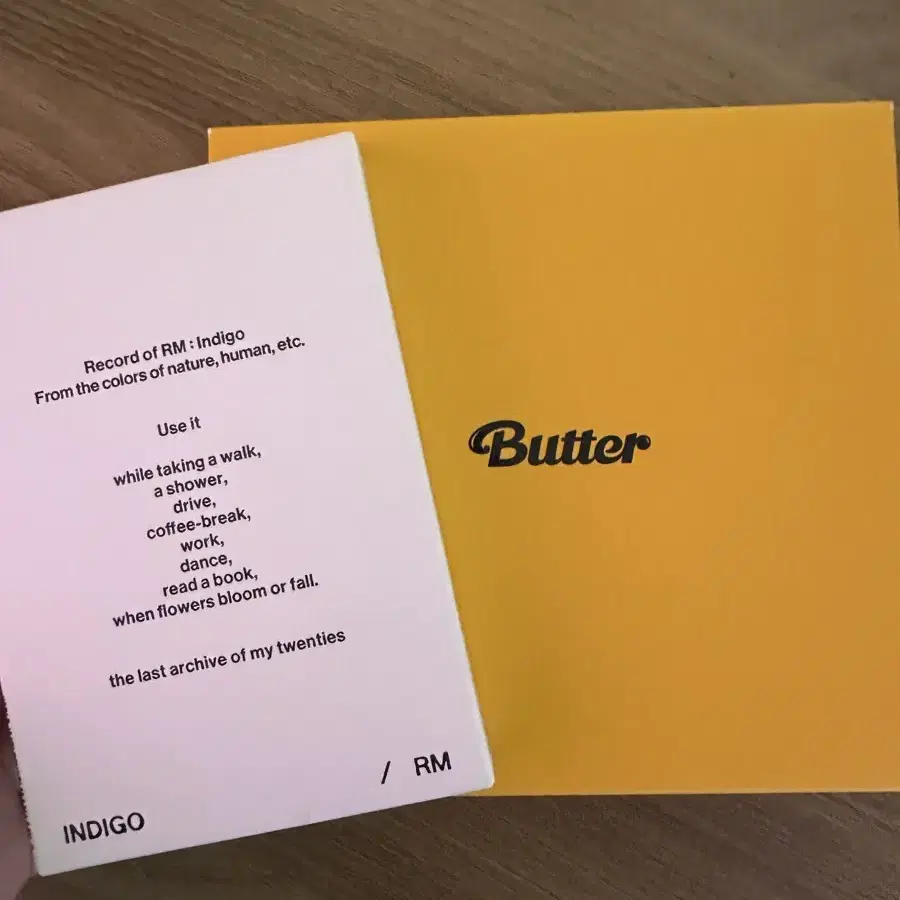 Record of RM : Indigo
From the colors of nature, human, etc.
Use it
while taking a walk,
a shower,
drive,
coffee-break,
work,
dance,
read a book,
when flowers bloom or fall.
the last archive of my twenties
INDIGO / RM
Butter